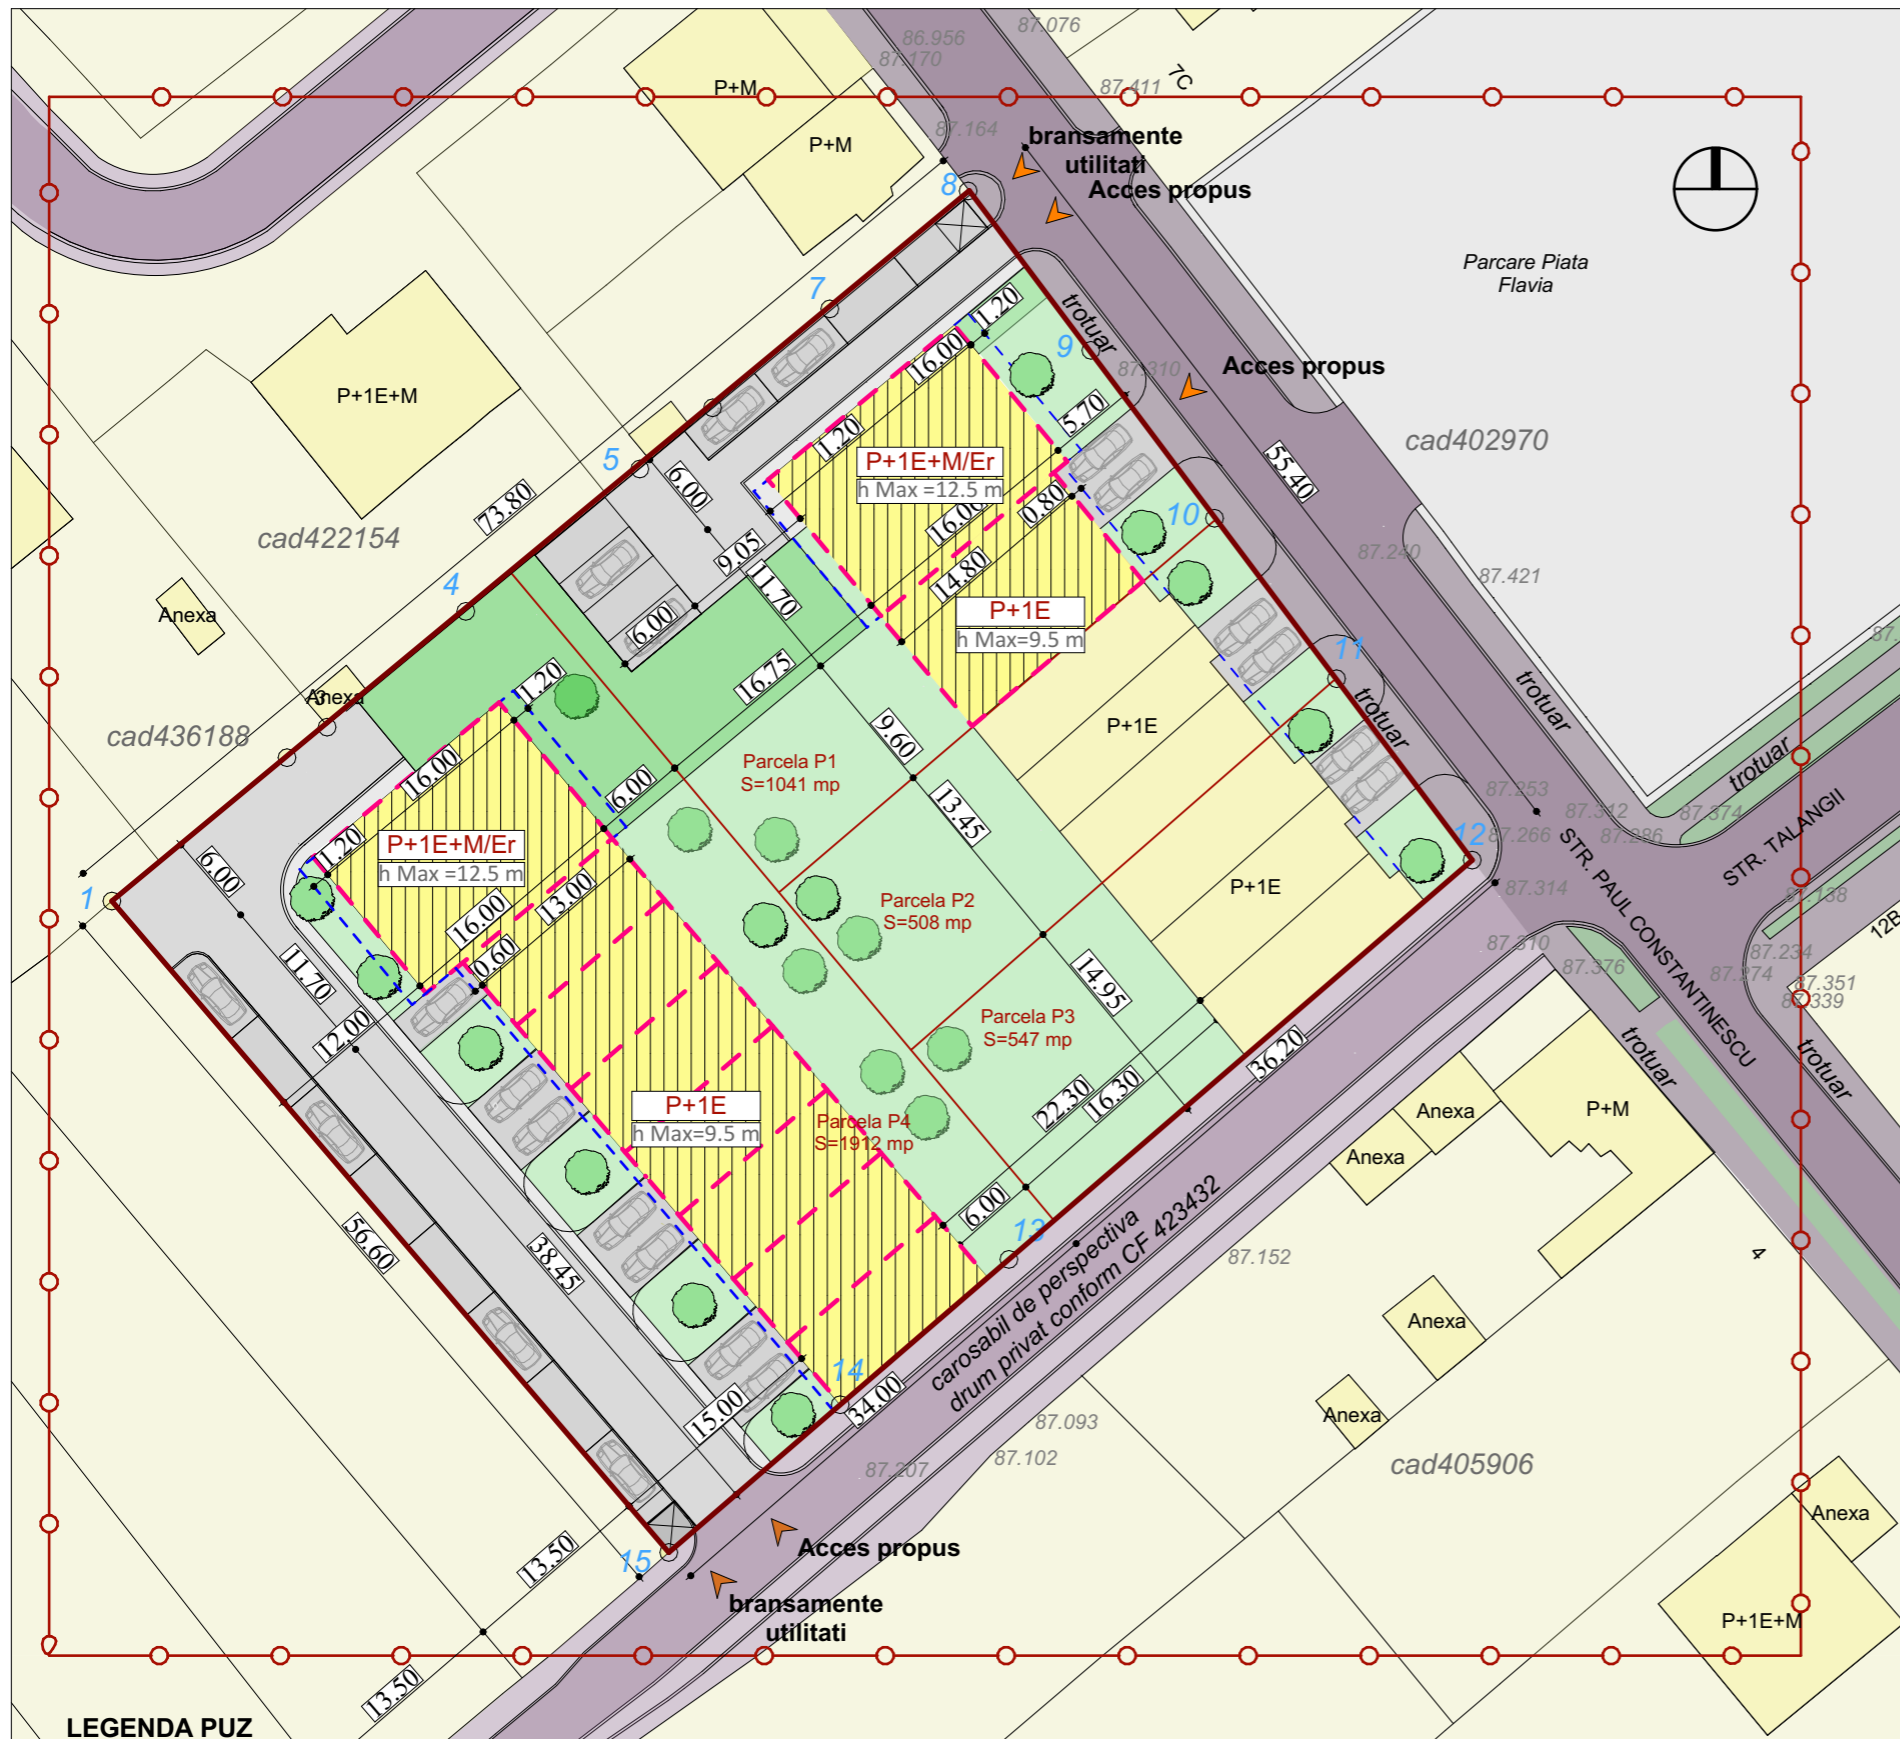 87.076
86.956
87.170
7C
87.411
P+M
P+M
87.164
bransamente
utilitati
8
Acces propus
Parcare Piata
Flavia
7
1.20
trotuar
16.00
9
87.310
Acces propus
P+1E+M
5.70
1.20
cad402970
5
P+1E+M/Er
h Max =12.5 m
55.40
6.00
73.80
16.00
0.80
10
cad422154
9.05
87.240
11.70
14.80
87.421
4
Anexa
6.00
P+1E
h Max=9.5 m
87.
11
16.75
1.20
Anexa
3
trotuar
trotuar
cad436188
9.60
P+1E
16.00
Parcela P1
S=1041 mp
trotuar
6.00
87.253
87.312
87.374
13.45
87.266
87.286
STR. TALANGII
1.20
P+1E+M/Er
h Max =12.5 m
12
6.00
1
13.00
P+1E
87.314
87.138
16.00
Parcela P2
S=508 mp
STR. PAUL CONSTANTINESCU
12B
0.60
87.310
87.234
11.70
87.376
87.274
87.351
14.95
87.339
12.00
Parcela P3
S=547 mp
36.20
trotuar
trotuar
22.30
16.30
P+1E
h Max=9.5 m
Anexa
P+M
Parcela P4
S=1912 mp
Anexa
6.00
56.60
13
38.45
carosabil de perspectiva
drum privat conform CF 423432
87.152
4
Anexa
14
34.00
15.00
Anexa
87.093
87.207
87.102
cad405906
Anexa
13.50
15
Acces propus
bransamente
utilitati
P+1E+M
13.50
LEGENDA PUZ